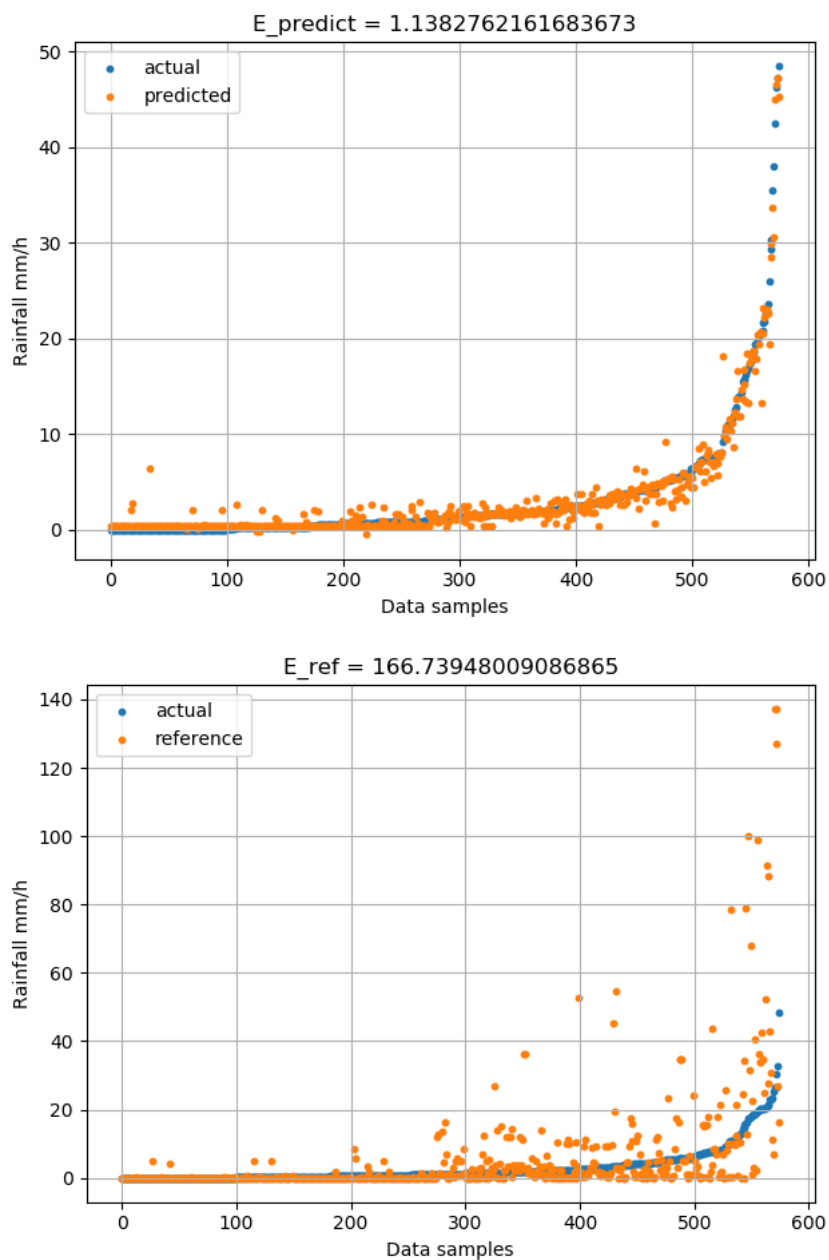 E_predict = 1.1382762161683673
actual
predicted
50
40
30
20
10
0
Rainfall mm/h
0 100 200 300 400 500 600
Data samples
E_ref = 166.73948009086865
actual
reference
140
120
100
80
60
40
20
0
Rainfall mm/h
0 100 200 300 400 500 600
Data samples